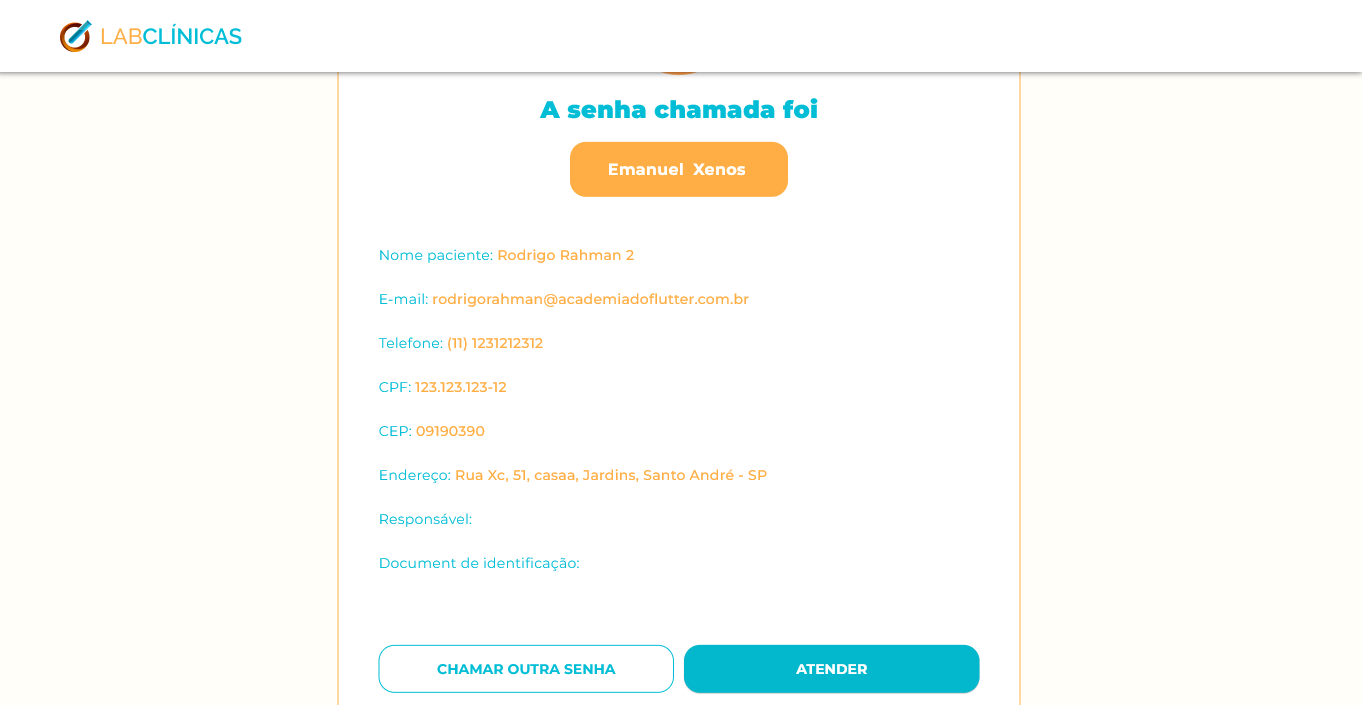 LABCLÍNICAS
A senha chamada foi
Emanuel Xenos
Nome paciente: Rodrigo Rahman 2
E-mail: rodrigorahman@academiadoflutter.com.br
Telefone: (11) 1231212312
CPF: 123.123.123-12
CEP: 09190390
Endereço: Rua Xc, 51, casaa, Jardins, Santo André - SP
Responsável:
Document de identificação:
CHAMAR OUTRA SENHA
ATENDER